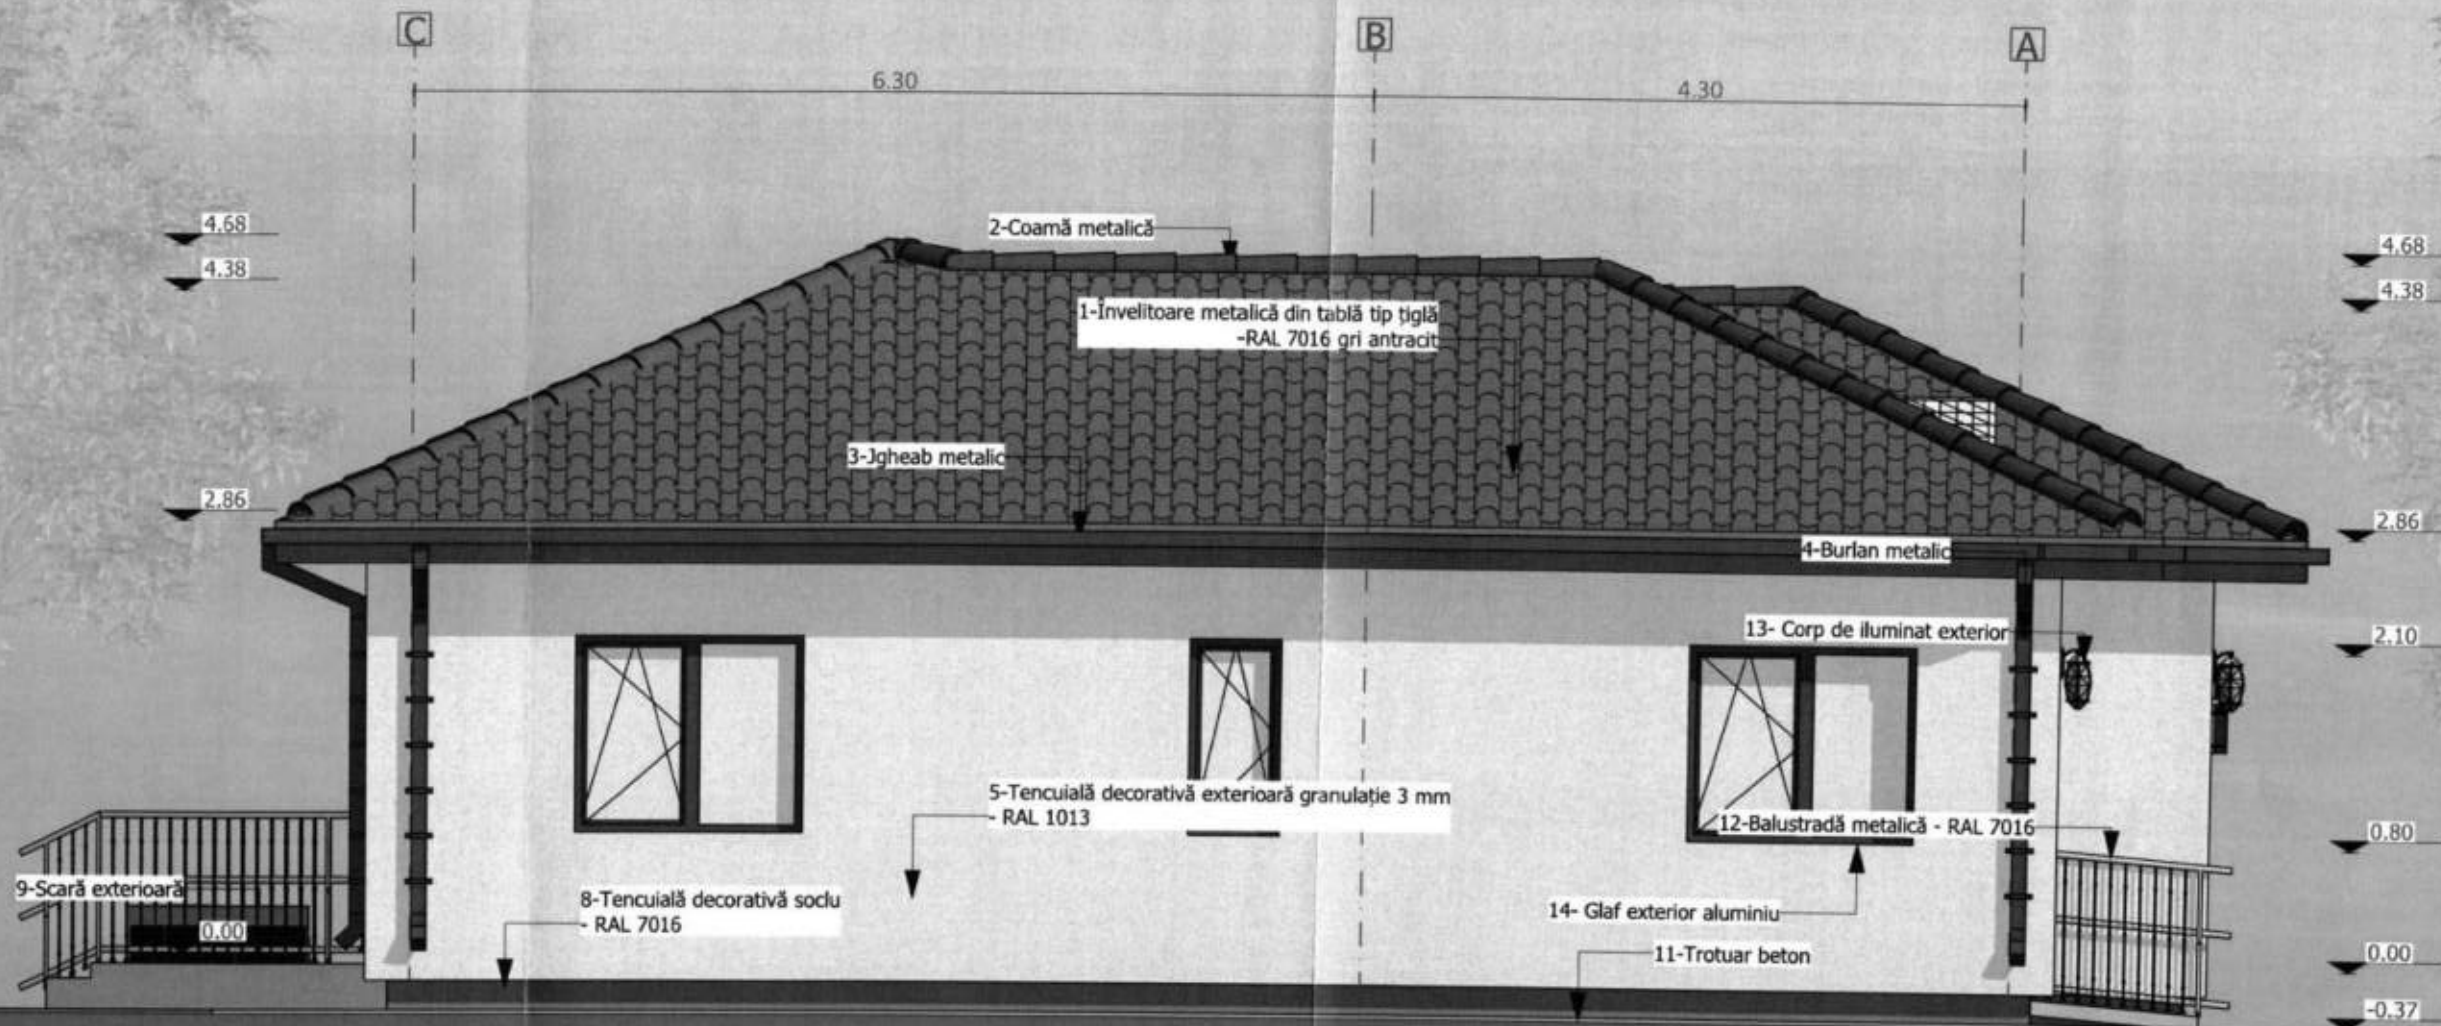 C
B
A
6.30
4.30
4.68
2-Coamă metalică
4.68
4.38
4.38
1-Învelitoare metalică din tablă tip țiglă
-RAL 7016 gri antracit
3-Jgheab metalic
2.86
2.86
4-Burlan metalic
13- Corp de iluminat exterior
2.10
5-Tencuială decorativă exterioară granulație 3 mm
- RAL 1013
12-Balustradă metalică - RAL 7016
0.80
9-Scară exterioară
8-Tencuială decorativă soclu
- RAL 7016
14- Glaf exterior aluminiu
0.00
11-Trotuar beton
0.00
-0.37